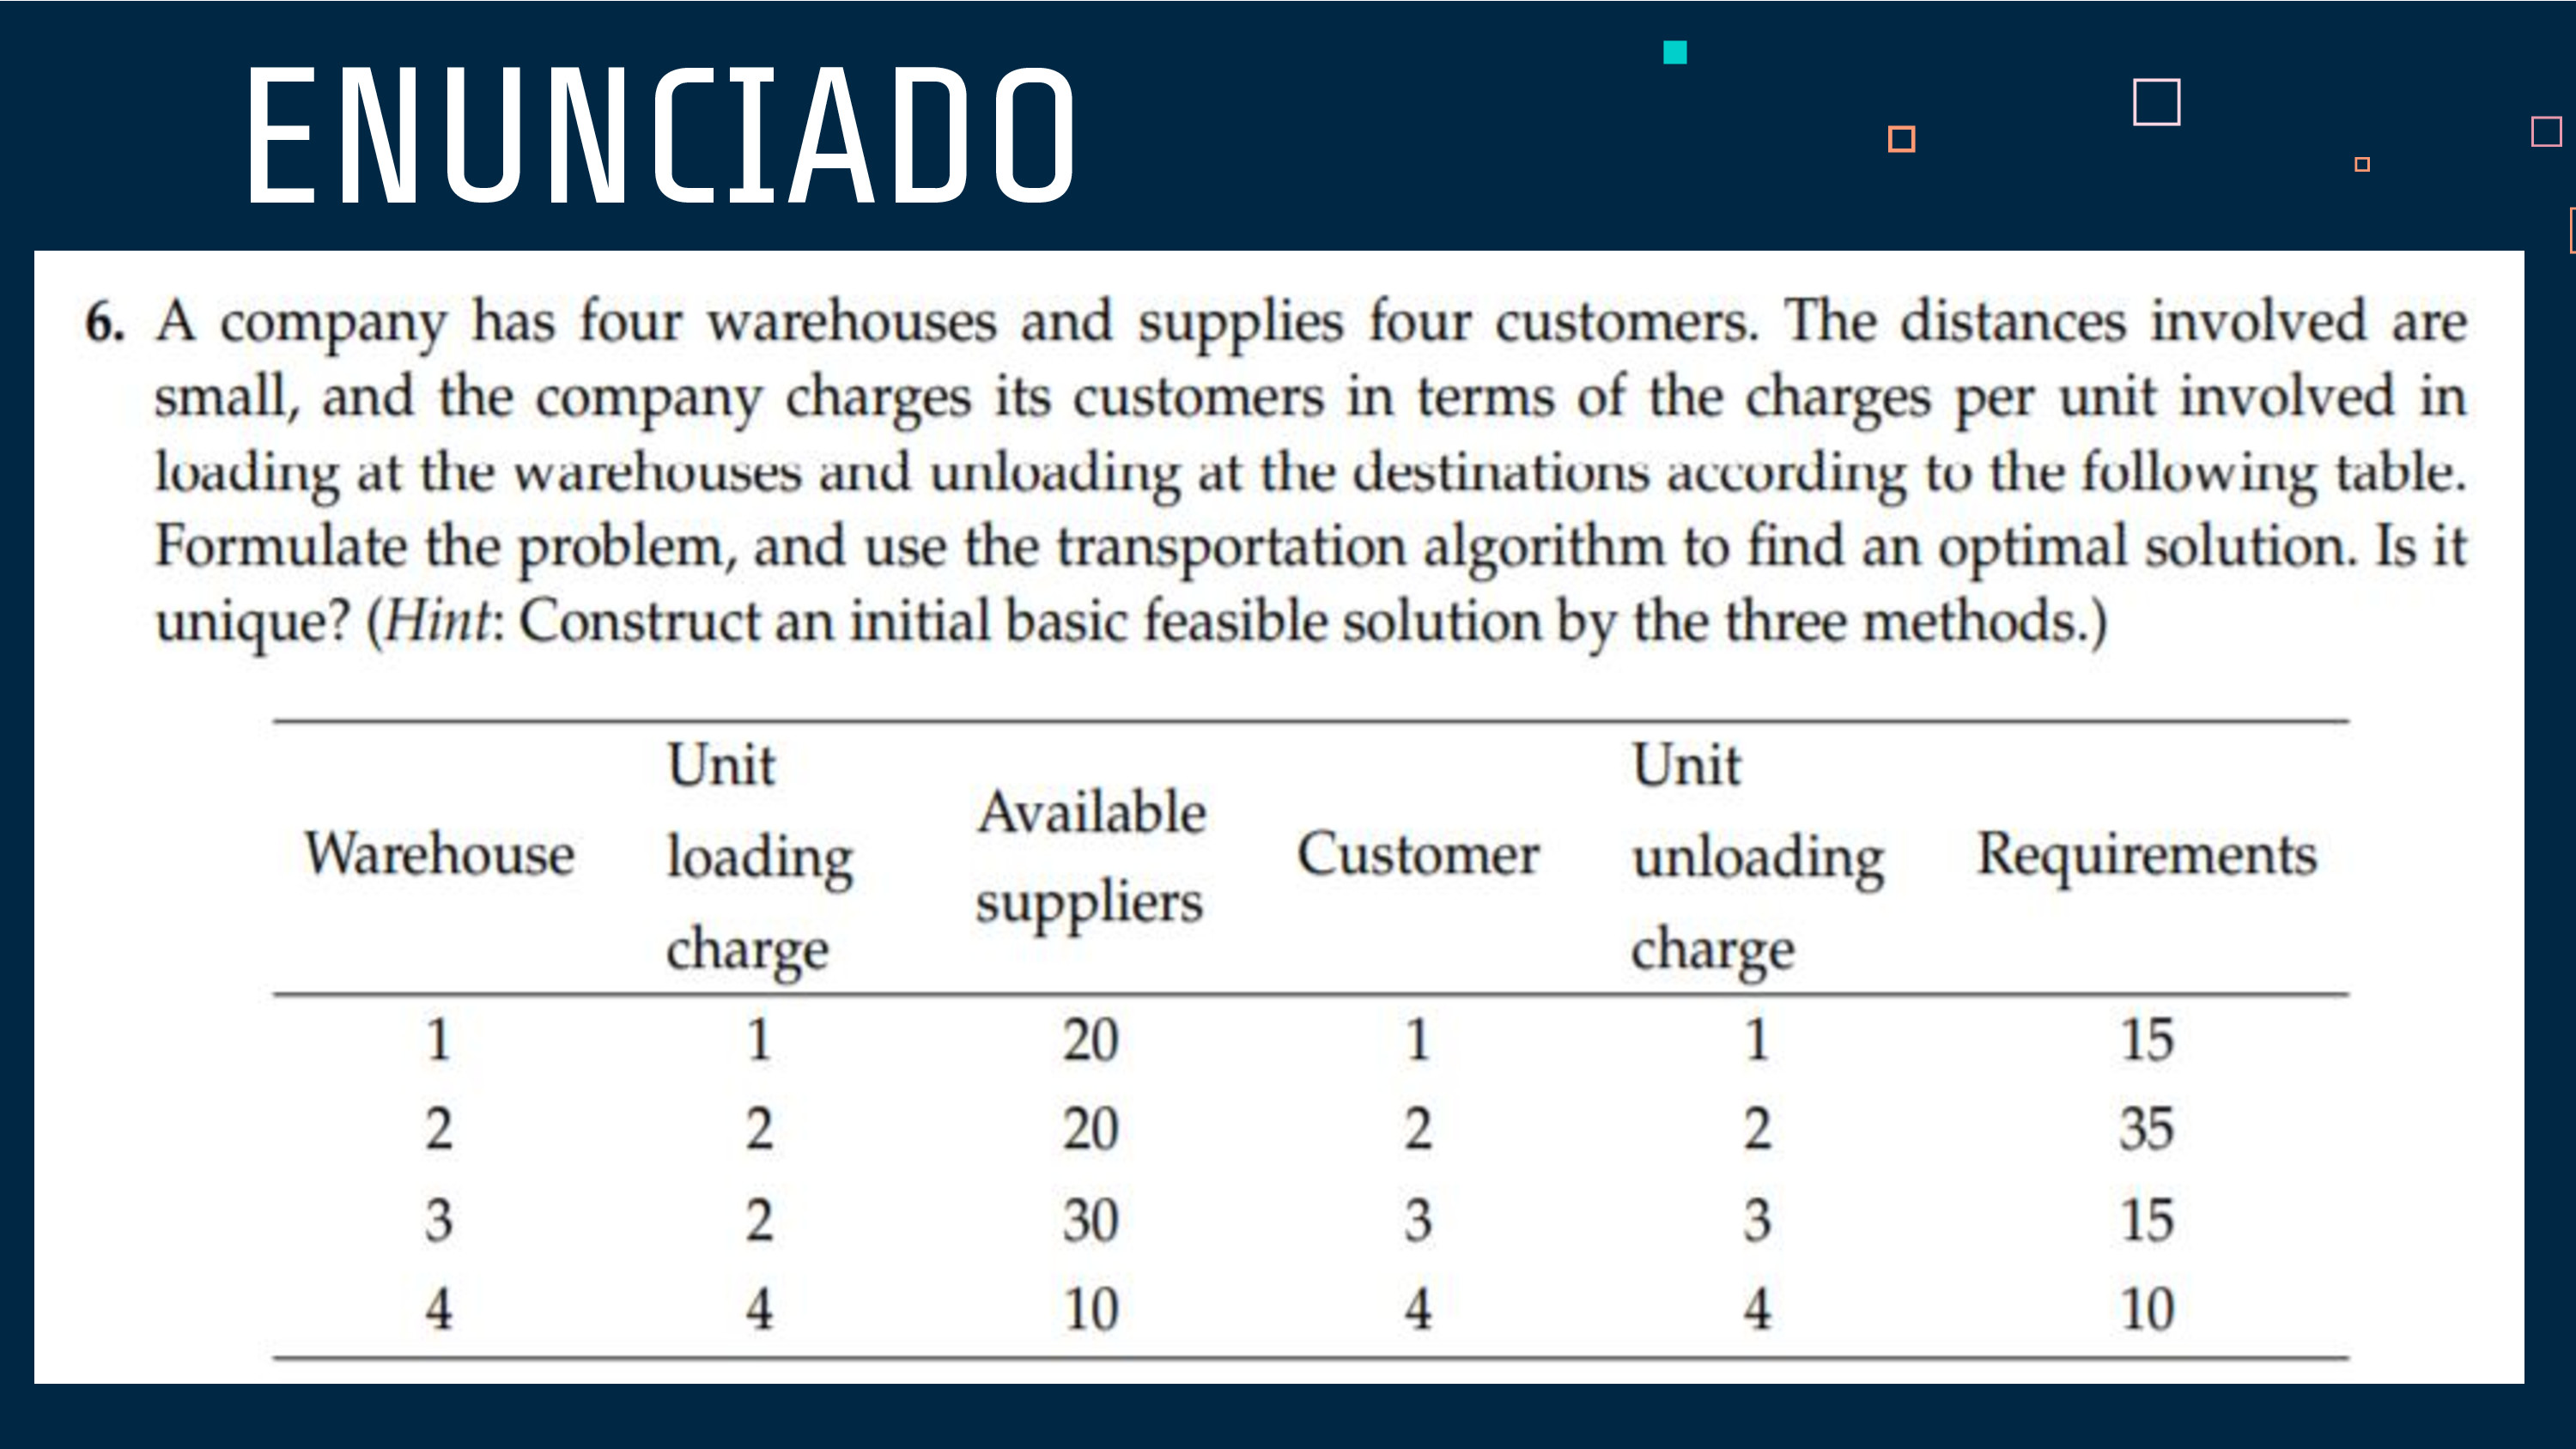 ENUNCIADO
6. A company has four warehouses and supplies four customers. The distances involved are
small, and the company charges its customers in terms of the charges per unit involved in
loading at the warehouses and unloading at the destinations according to the following table.
Formulate the problem, and use the transportation algorithm to find an optimal solution. Is it
unique? (Hint: Construct an initial basic feasible solution by the three methods.)
Warehouse Unit loading charge Available suppliers Customer Unit unloading charge Requirements
1 1 20 1 1 15
2 2 20 2 2 35
3 2 30 3 3 15
4 4 10 4 4 10